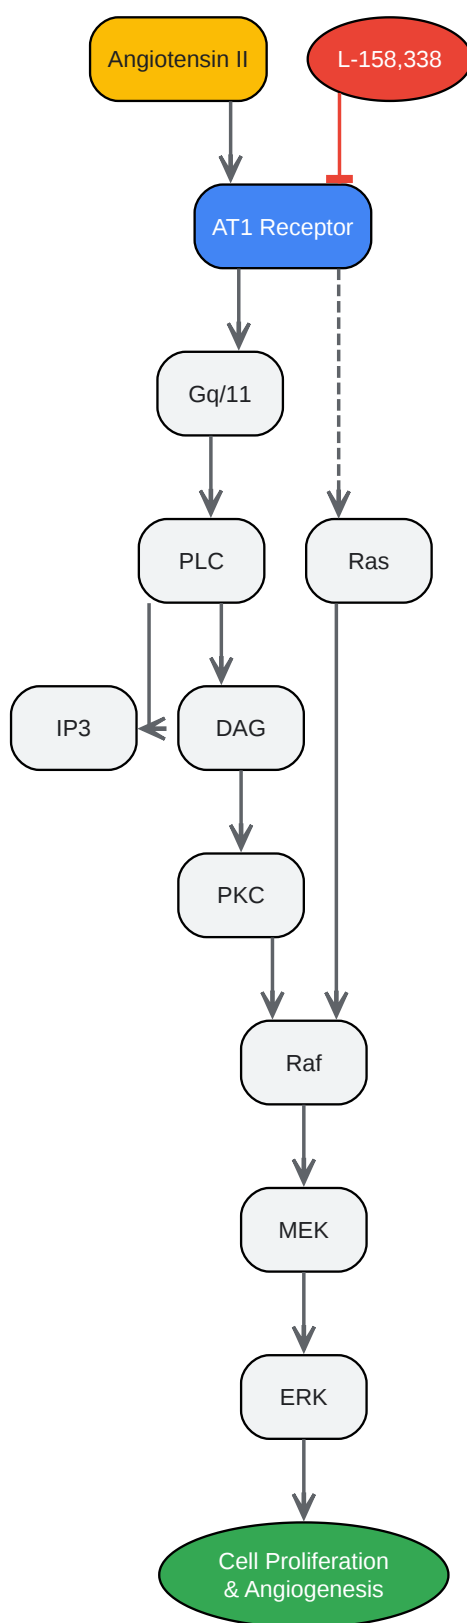 Angiotensin II
L-158,338
AT1 Receptor
Gq/11
PLC
Ras
IP3
DAG
PKC
Raf
MEK
ERK
Cell Proliferation
& Angiogenesis